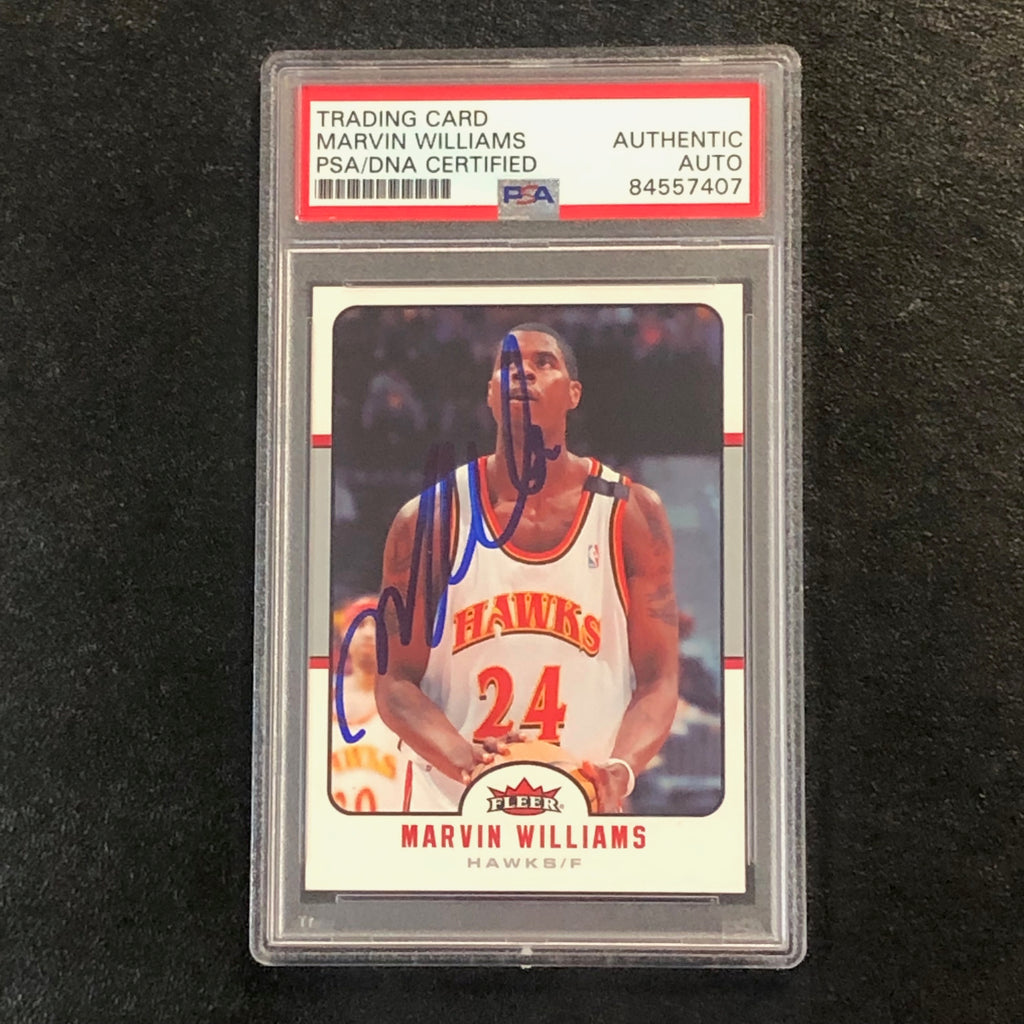 TRADING CARD
MARVIN WILLIAMS
PSA/DNA CERTIFIED
AUTHENTIC
AUTO
84557407
PSA
HAWKS
24
FLEER
MARVIN WILLIAMS
HAWKS/F